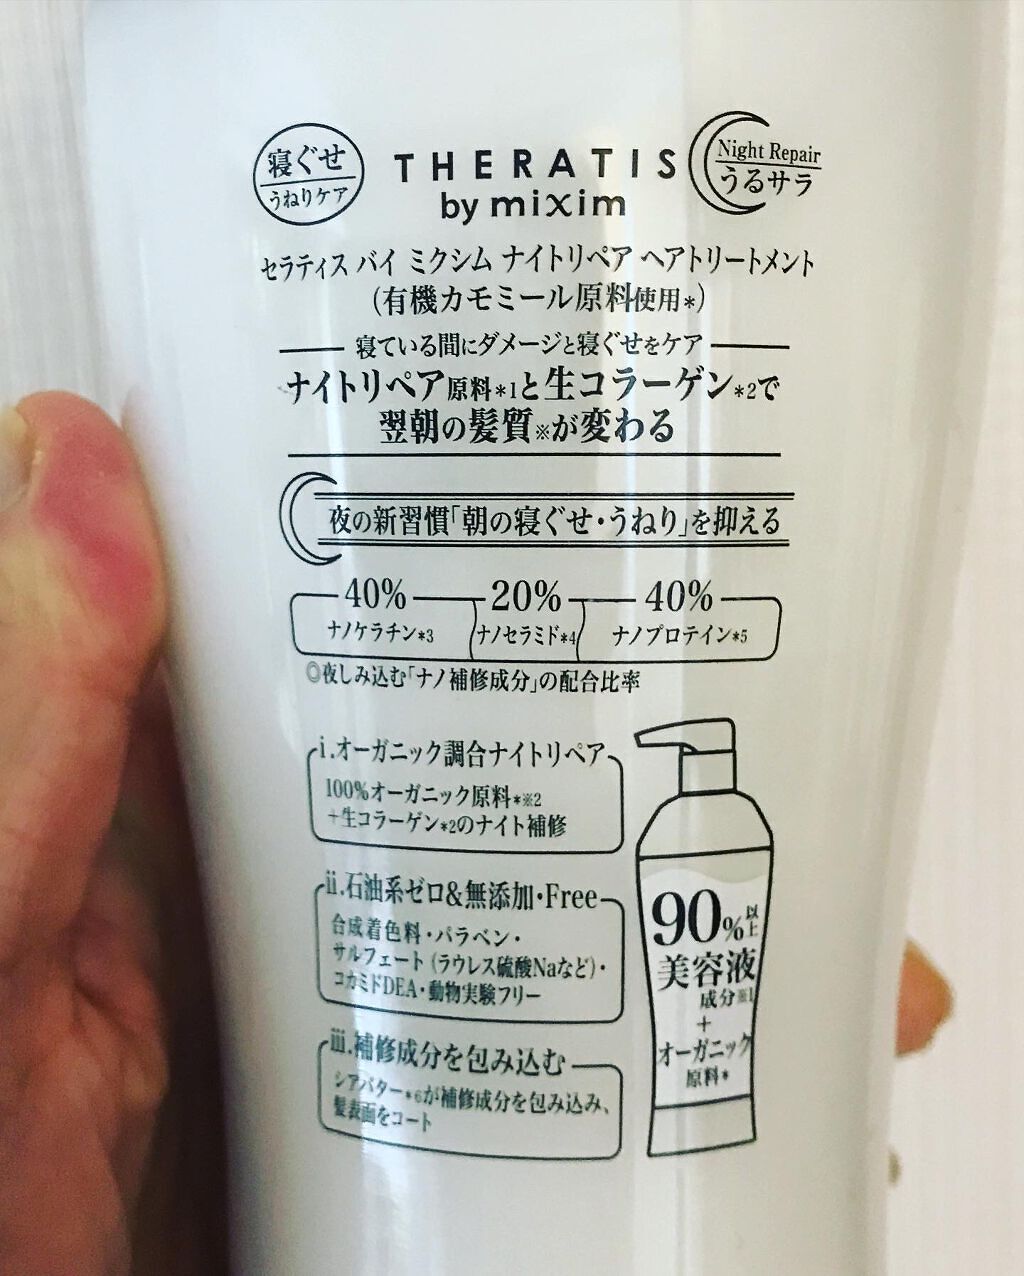 寝ぐせ
うねりケア
THERATIS
by mixim
Night Repair
うるサラ
セラティス バイ ミクシム ナイトリペア ヘアトリートメント
(有機カモミール原料使用*)
寝ている間にダメージと寝ぐせをケア
ナイトリペア原料*1と生コラーゲン*2で
翌朝の髪質※が変わる
夜の新習慣「朝の寝ぐせ・うねり」を抑える
40% 20% 40%
ナノケラチン*3 ナノセラミド*4 ナノプロテイン*5
◎夜しみ込む「ナノ補修成分」の配合比率
i.オーガニック調合ナイトリペア
100%オーガニック原料*※2
+生コラーゲン*2のナイト補修
ii.石油系ゼロ&無添加・Free
合成着色料・パラベン・
サルフェート(ラウレス硫酸Naなど)・
コカミドDEA・動物実験フリー
iii.補修成分を包み込む
シアバター*6が補修成分を包み込み、
髪表面をコート
90%以上
美容液
成分※1
+
オーガニック
原料*